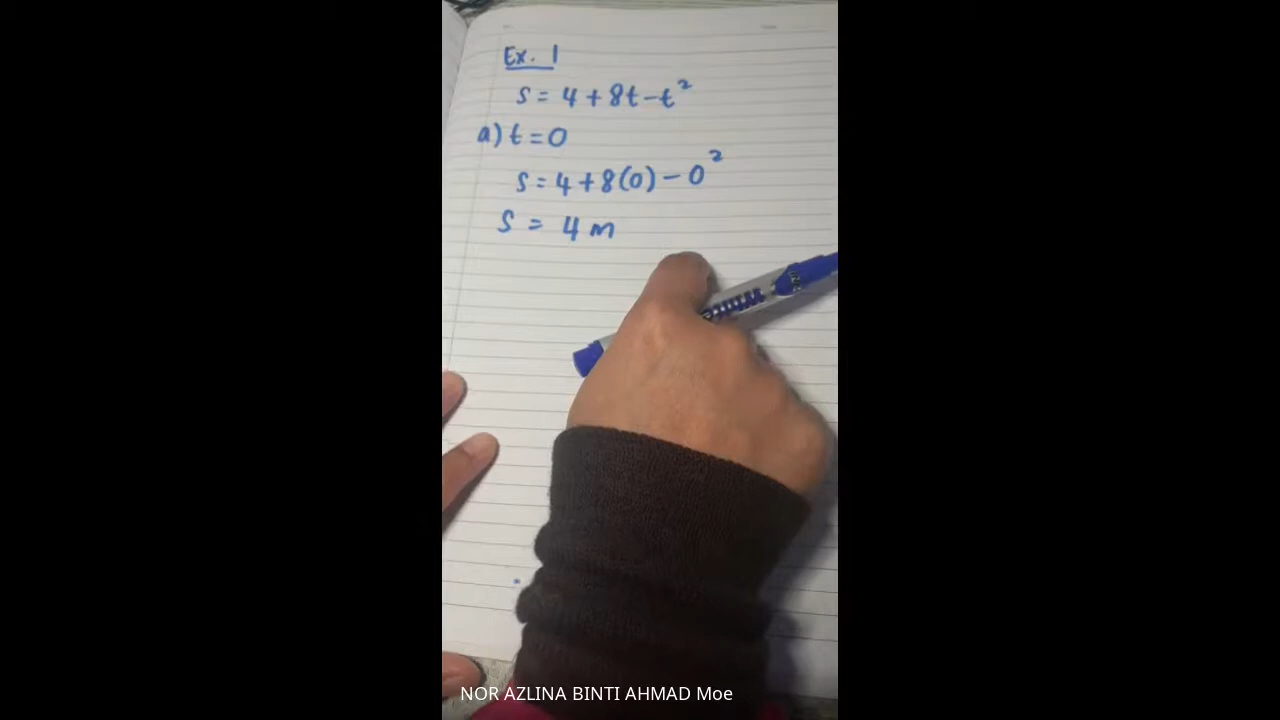 Ex. 1
s = 4 + 8t - t²
a) t = 0
s = 4 + 8(0) - 0²
s = 4 m
NOR AZLINA BINTI AHMAD Moe